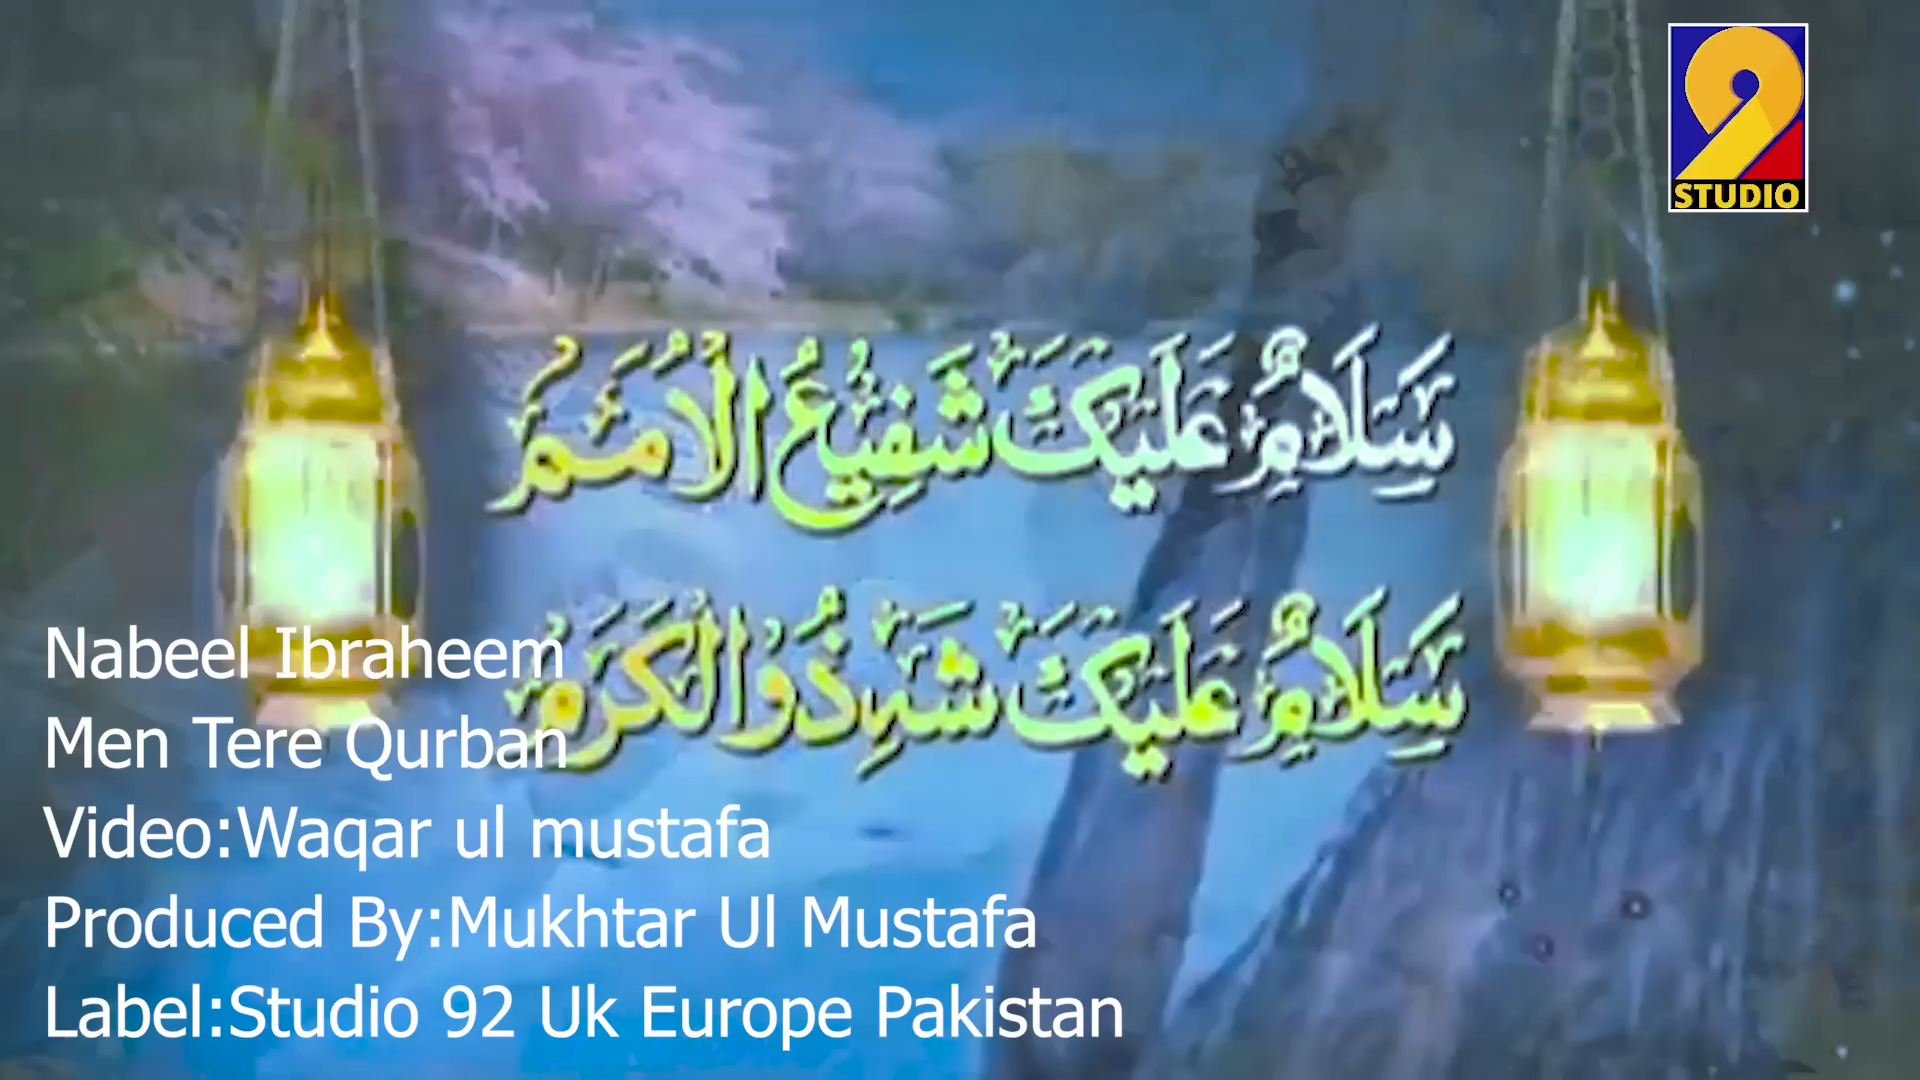 STUDIO
سَلَامٌ عَلَيْكَ شَفِيْعُ الْاُمَمُ
سَلَامٌ عَلَيْكَ شَہِ ذُوالْكَرَمُ
Nabeel Ibraheem
Men Tere Qurban
Video:Waqar ul mustafa
Produced By:Mukhtar Ul Mustafa
Label:Studio 92 Uk Europe Pakistan